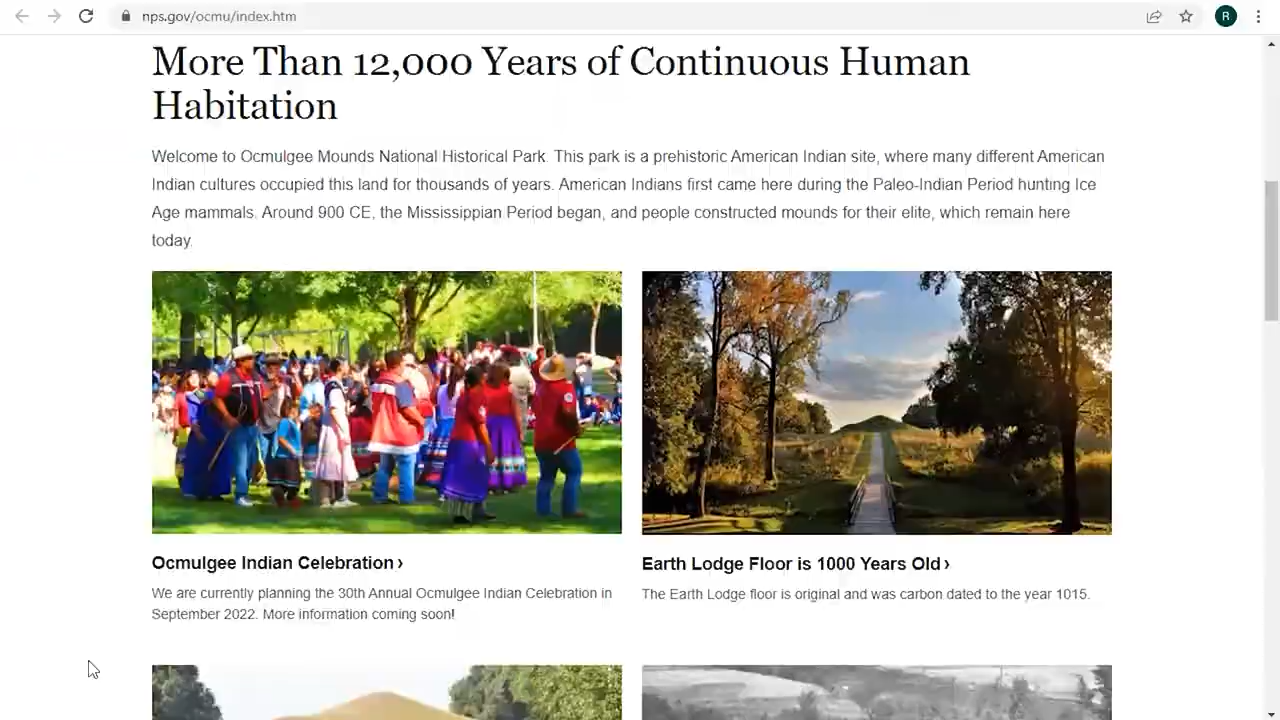 nps.gov/ocmu/index.htm
R
More Than 12,000 Years of Continuous Human
Habitation
Welcome to Ocmulgee Mounds National Historical Park. This park is a prehistoric American Indian site, where many different American
Indian cultures occupied this land for thousands of years. American Indians first came here during the Paleo-Indian Period hunting Ice
Age mammals. Around 900 CE, the Mississippian Period began, and people constructed mounds for their elite, which remain here
today.
Ocmulgee Indian Celebration ›
We are currently planning the 30th Annual Ocmulgee Indian Celebration in
September 2022. More information coming soon!
Earth Lodge Floor is 1000 Years Old ›
The Earth Lodge floor is original and was carbon dated to the year 1015.